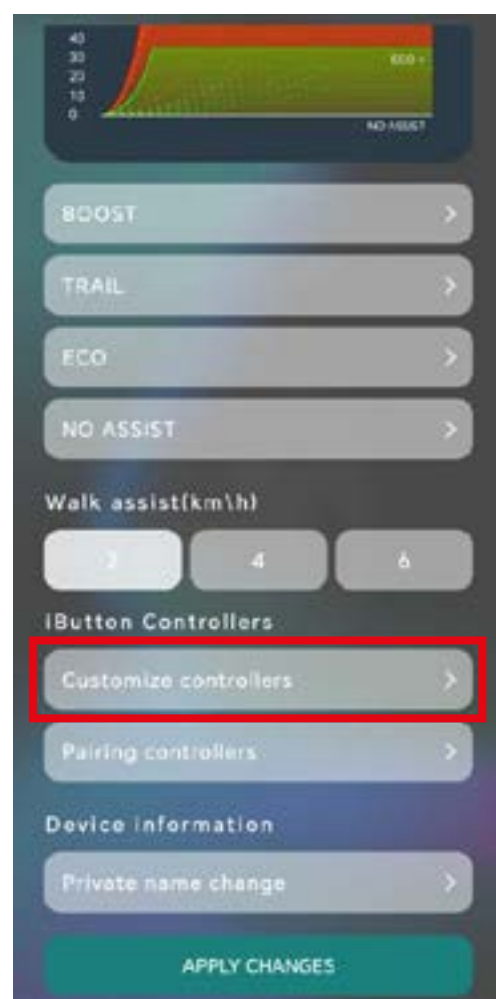 40
30
20
10
0
ECO
NO ASSIST
BOOST
TRAIL
ECO
NO ASSIST
Walk assist(km\h)
4
6
iButton Controllers
Customize controllers
Pairing controllers
Device information
Private name change
APPLY CHANGES